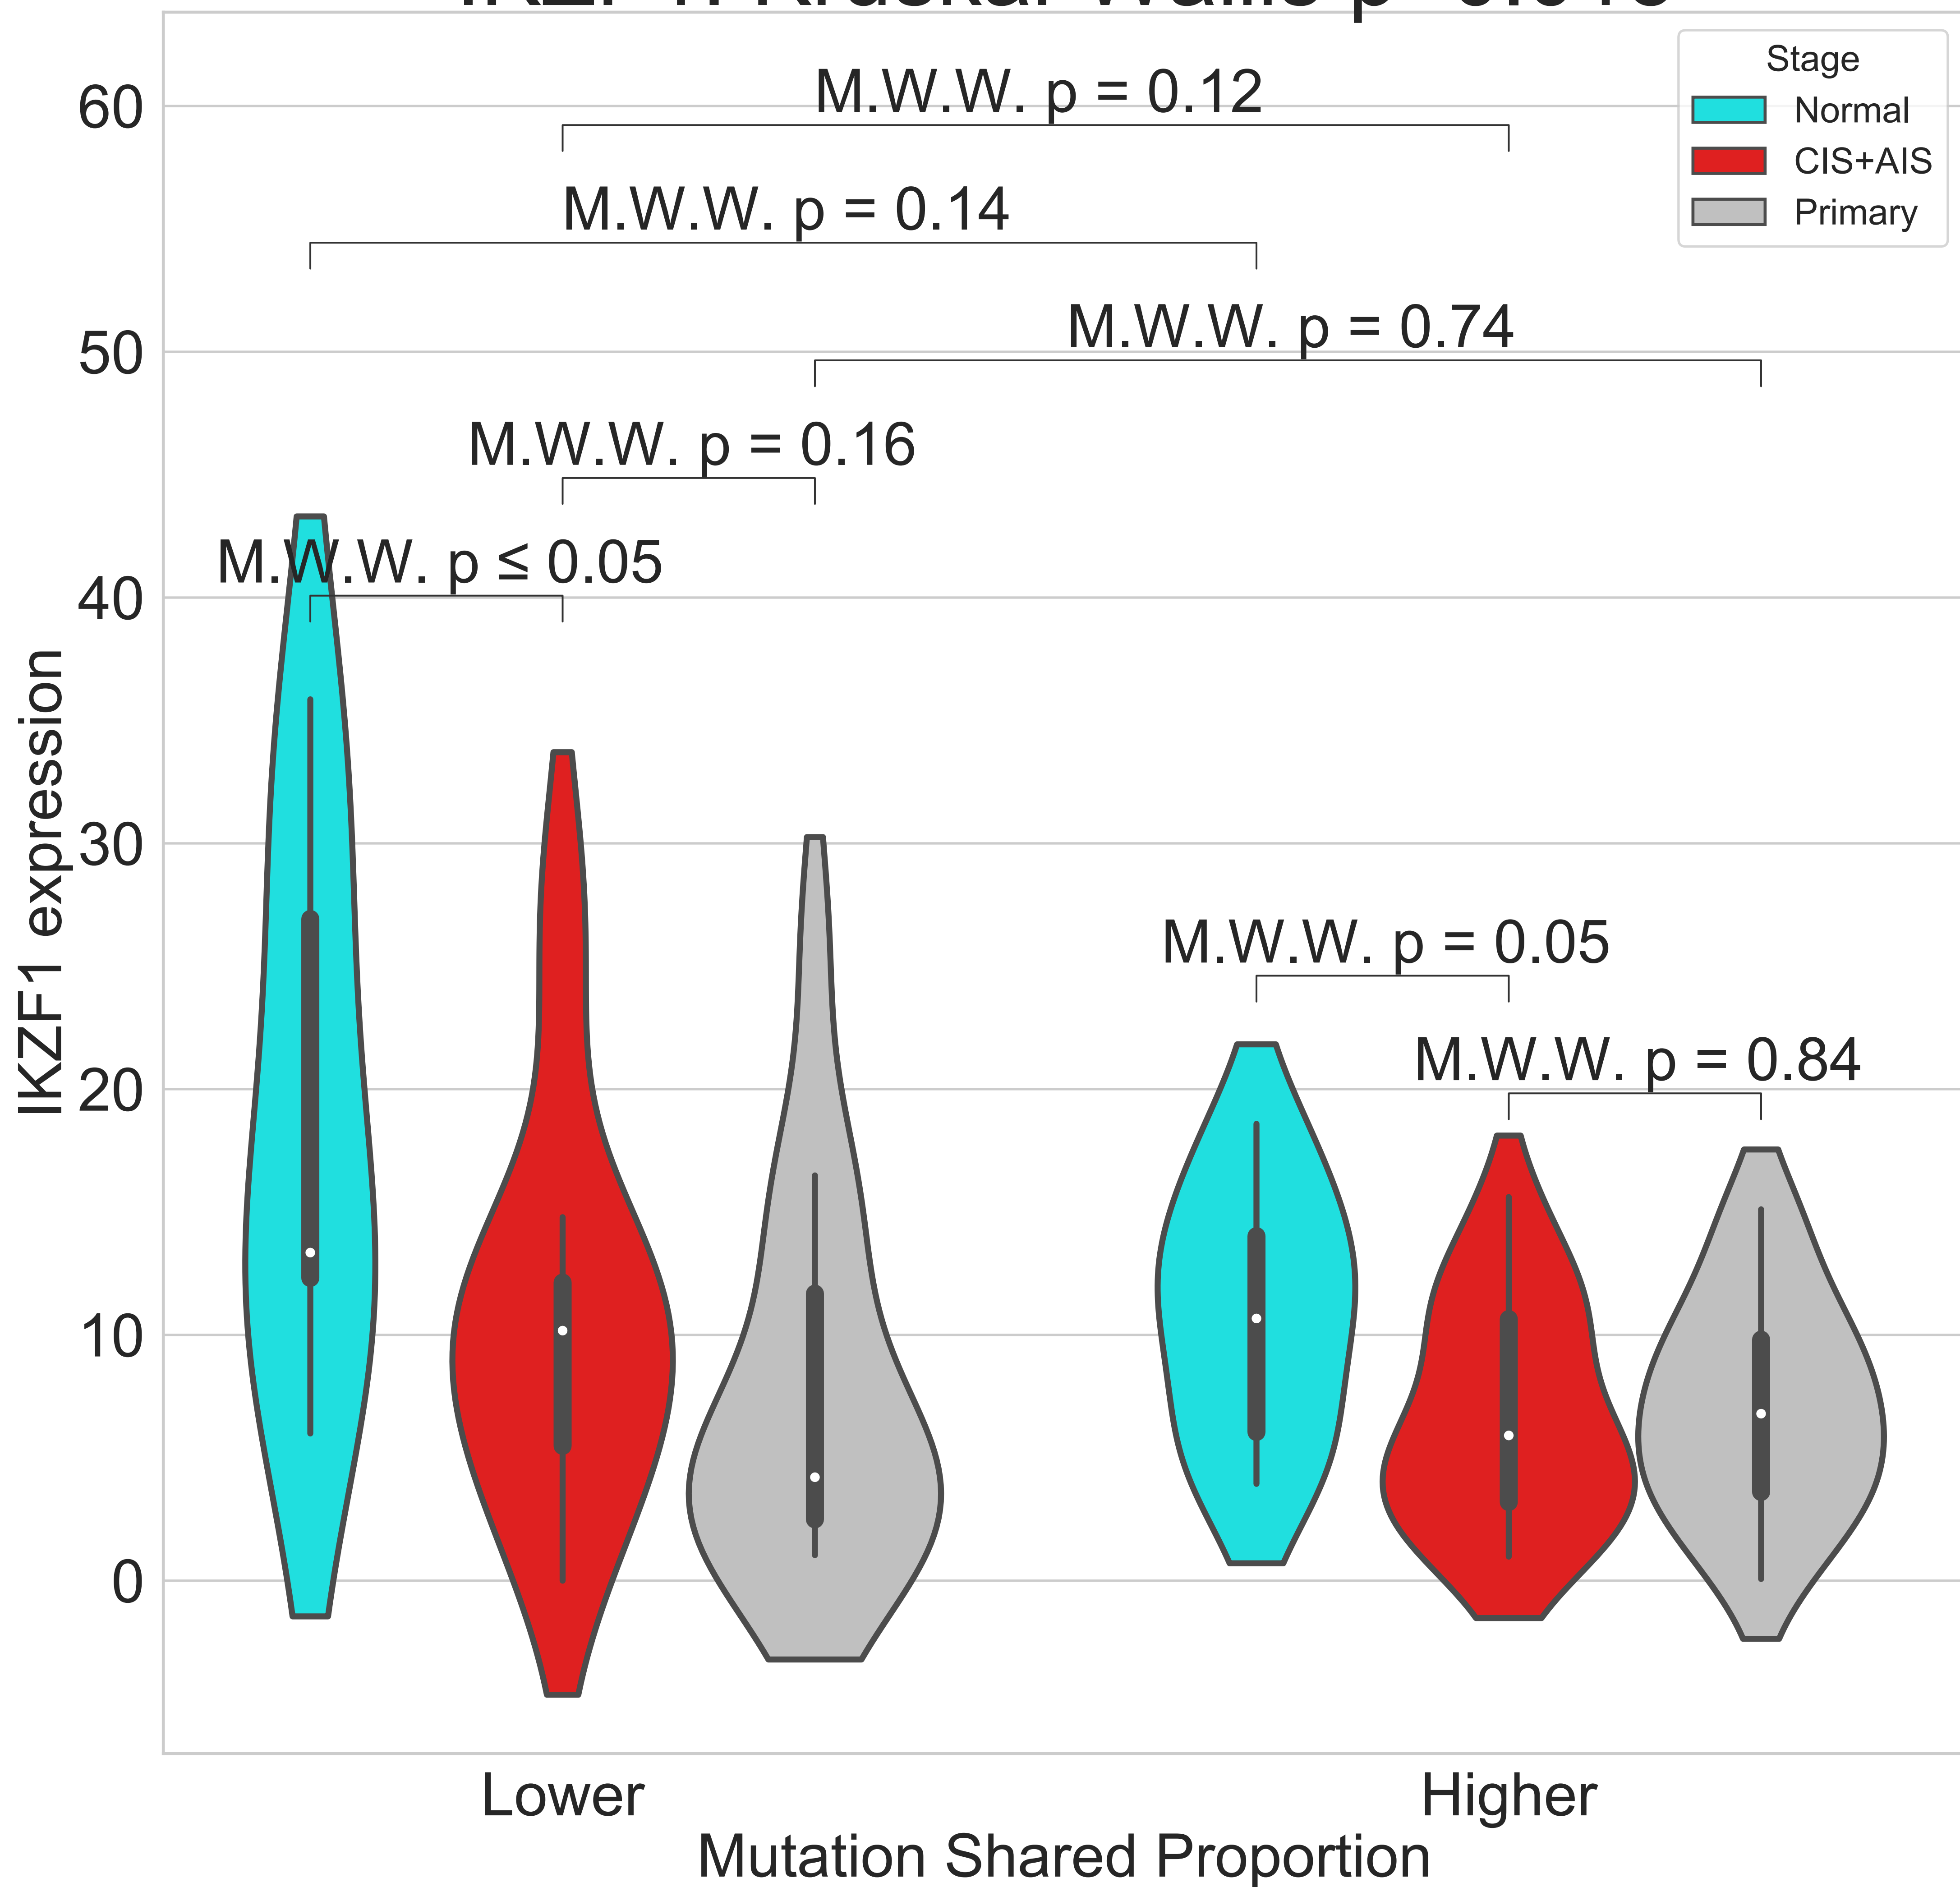 Stage
Normal
CIS+AIS
Primary
M.W.W. p = 0.12
M.W.W. p = 0.14
M.W.W. p = 0.74
M.W.W. p = 0.16
M.W.W. p ≤ 0.05
M.W.W. p = 0.05
M.W.W. p = 0.84
60
50
40
30
20
10
0
IKZF1 expression
Lower
Higher
Mutation Shared Proportion